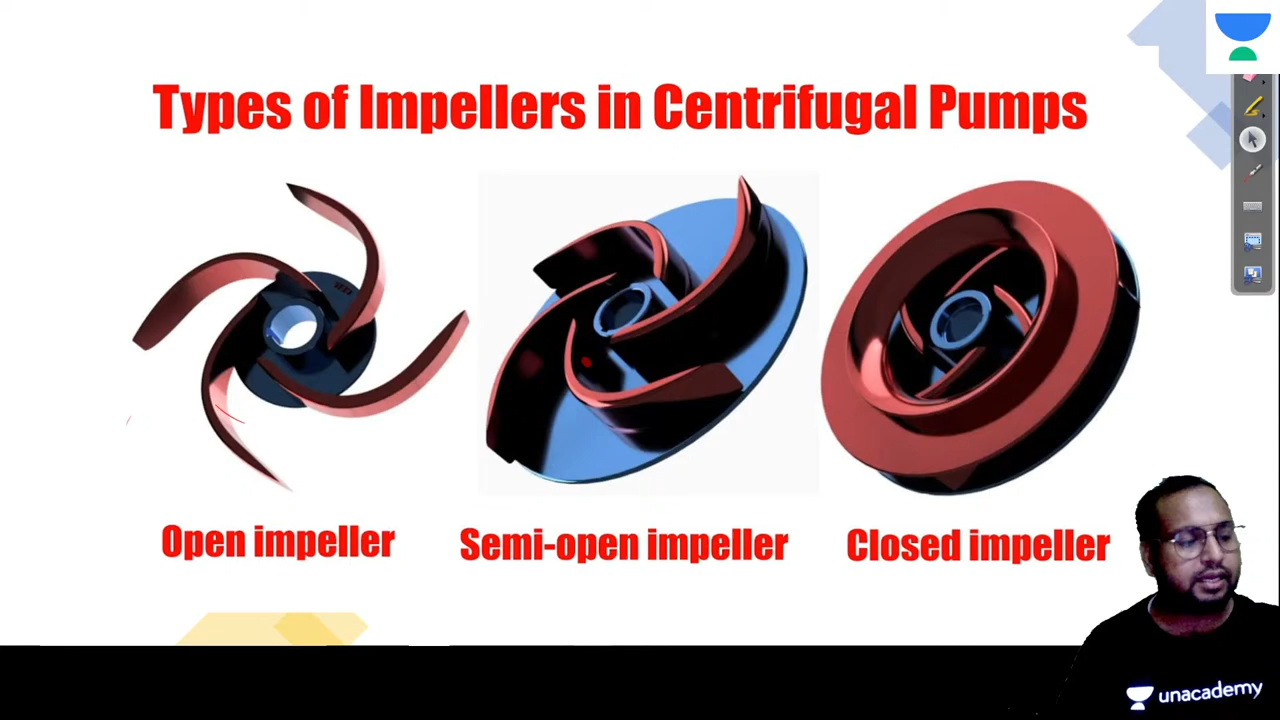 Types of Impellers in Centrifugal Pumps
Open impeller
Semi-open impeller
Closed impeller
unacademy